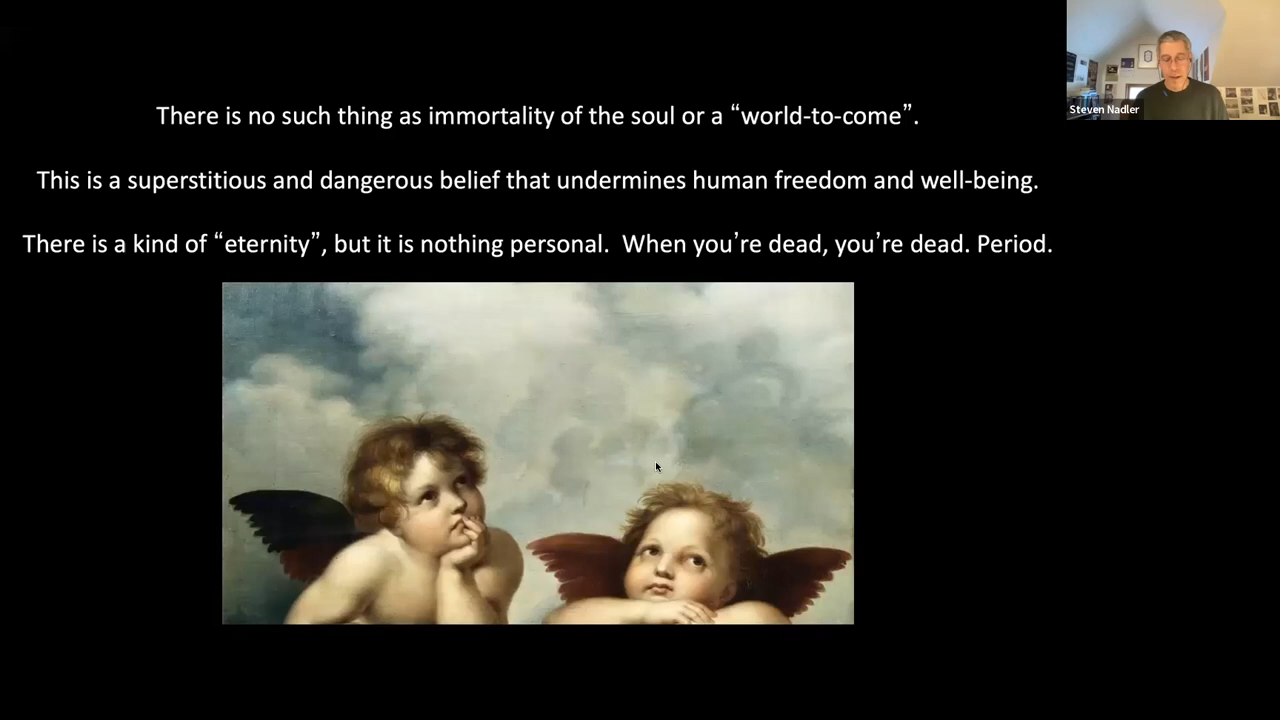 There is no such thing as immortality of the soul or a “world-to-come”.
This is a superstitious and dangerous belief that undermines human freedom and well-being.
There is a kind of “eternity”, but it is nothing personal.  When you’re dead, you’re dead. Period.
Steven Nadler